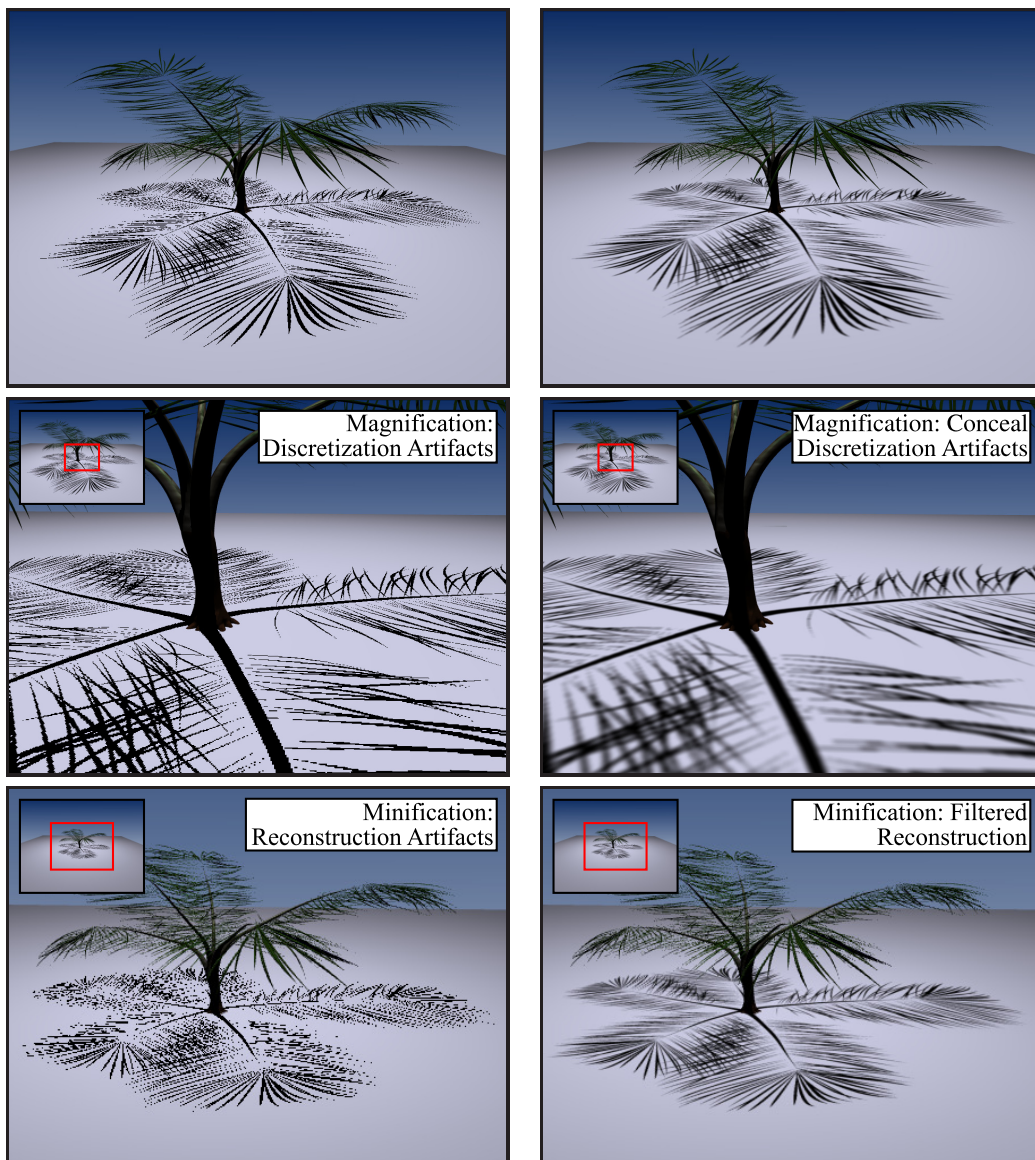 Magnification:
Discretization Artifacts
Magnification: Conceal
Discretization Artifacts
Minification:
Reconstruction Artifacts
Minification: Filtered
Reconstruction